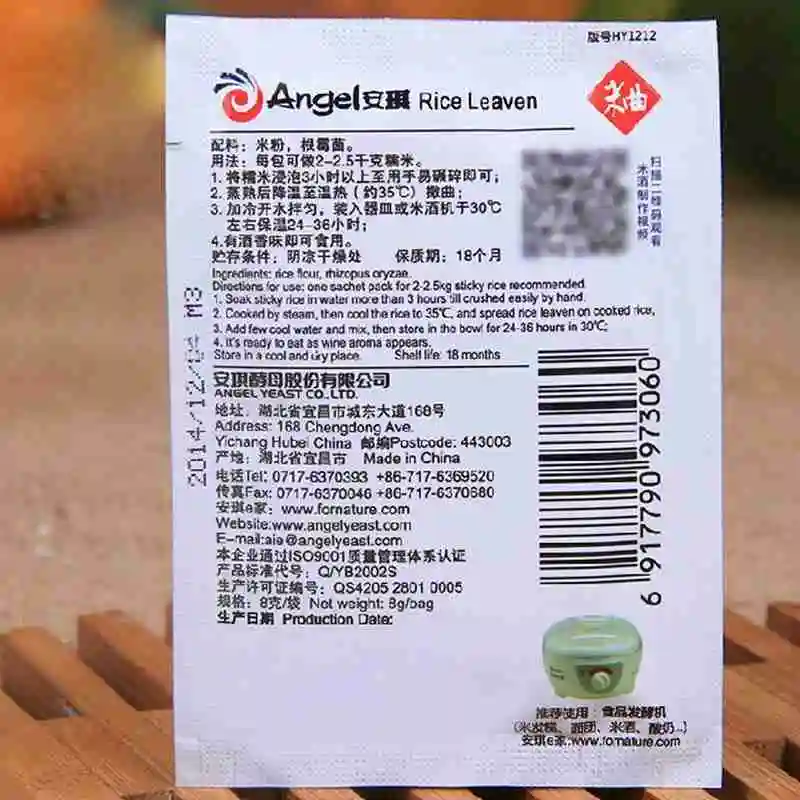 版号HY1212
Angel安琪 Rice Leaven
米曲
配料：米粉，根霉菌。
用法：每包可做2-2.5千克糯米。
1. 将糯米浸泡3小时以上至用手易碾碎即可；
2. 蒸熟后降温至温热（约35℃）撒曲；
3. 加冷开水拌匀，装入器皿或米酒机于30℃
左右保温24-36小时；
4.有酒香味即可食用。
贮存条件：阴凉干燥处 保质期：18个月
扫描二维码观看
米酒制作视频
Ingredients: rice flour, rhizopus oryzae.
Directions for use: one sachet pack for 2-2.5kg sticky rice recommended.
1. Soak sticky rice in water more than 3 hours till crushed easily by hand.
2. Cooked by steam, then cool the rice to 35℃, and spread rice leaven on cooked rice,
3. Add few cool water and mix, then store in the bowl for 24-36 hours in 30℃;
4. It's ready to eat as wine aroma appears.
Store in a cool and dry place. Shelf life: 18 months
安琪酵母股份有限公司
ANGEL YEAST CO.,LTD.
地址：湖北省宜昌市城东大道168号
Address: 168 Chengdong Ave.
Yichang Hubei China 邮编Postcode: 443003
产地：湖北省宜昌市 Made in China
电话Tel: 0717-6370393 +86-717-6369520
传真Fax: 0717-6370046 +86-717-6370680
安琪e家：www.fornature.com
Website:www.angelyeast.com
E-mail:aie@angelyeast.com
本企业通过ISO9001质量管理体系认证
产品标准代号：Q/YB2002S
生产许可证编号：QS4205 2801 0005
规格：8克/袋 Net weight: 8g/bag
生产日期 Production Date:
2014/12/04 M3
6 917790 973060
推荐使用：食品发酵机
（米发糕、面团、米酒、酸奶...）
安琪e家:www.fornature.com